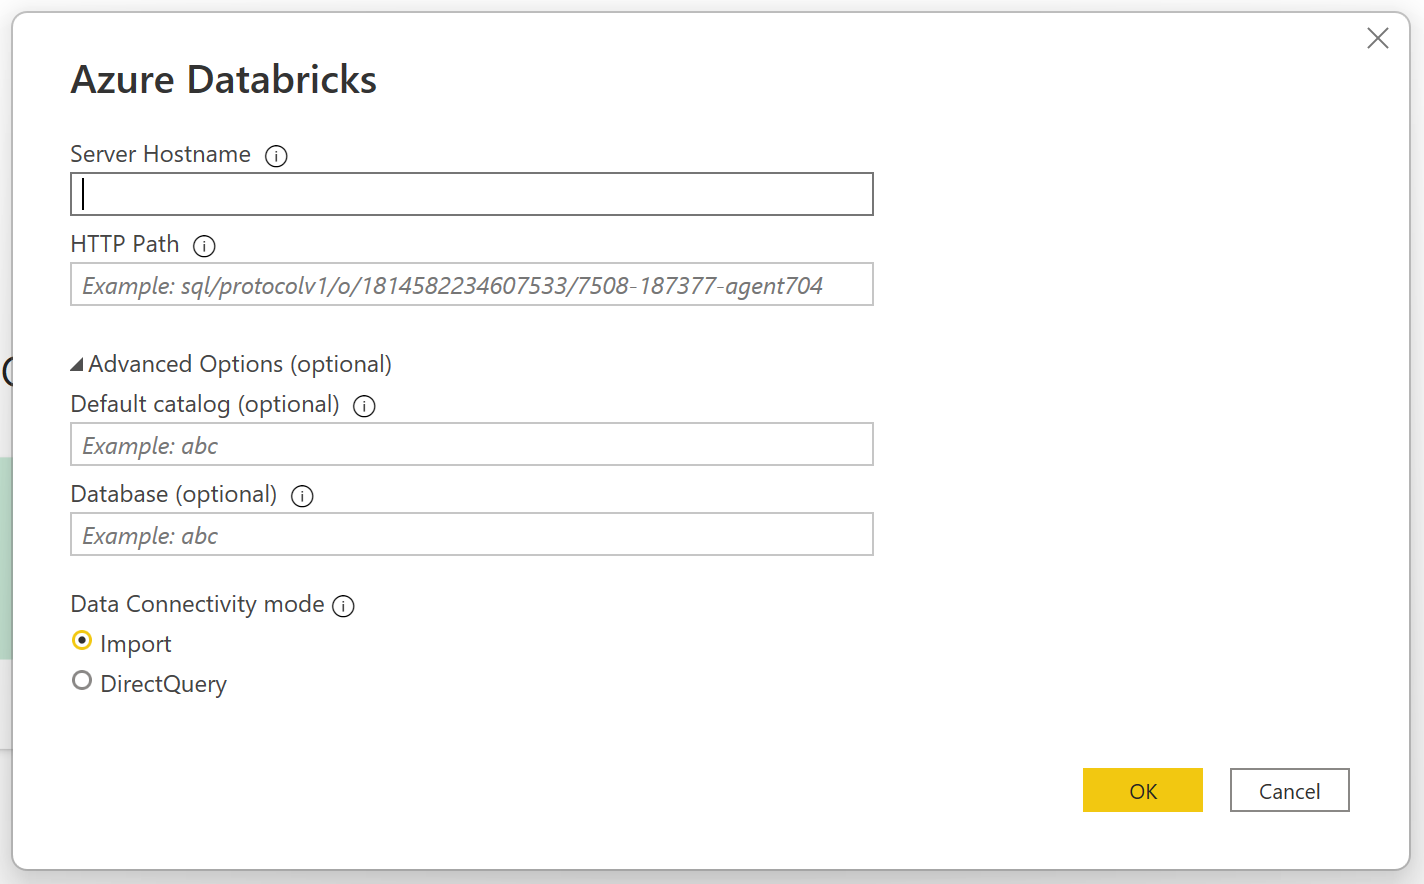 Azure Databricks
Server Hostname
HTTP Path
Example: sql/protocolv1/o/1814582234607533/7508-187377-agent704
Advanced Options (optional)
Default catalog (optional)
Example: abc
Database (optional)
Example: abc
Data Connectivity mode
Import
DirectQuery
OK Cancel